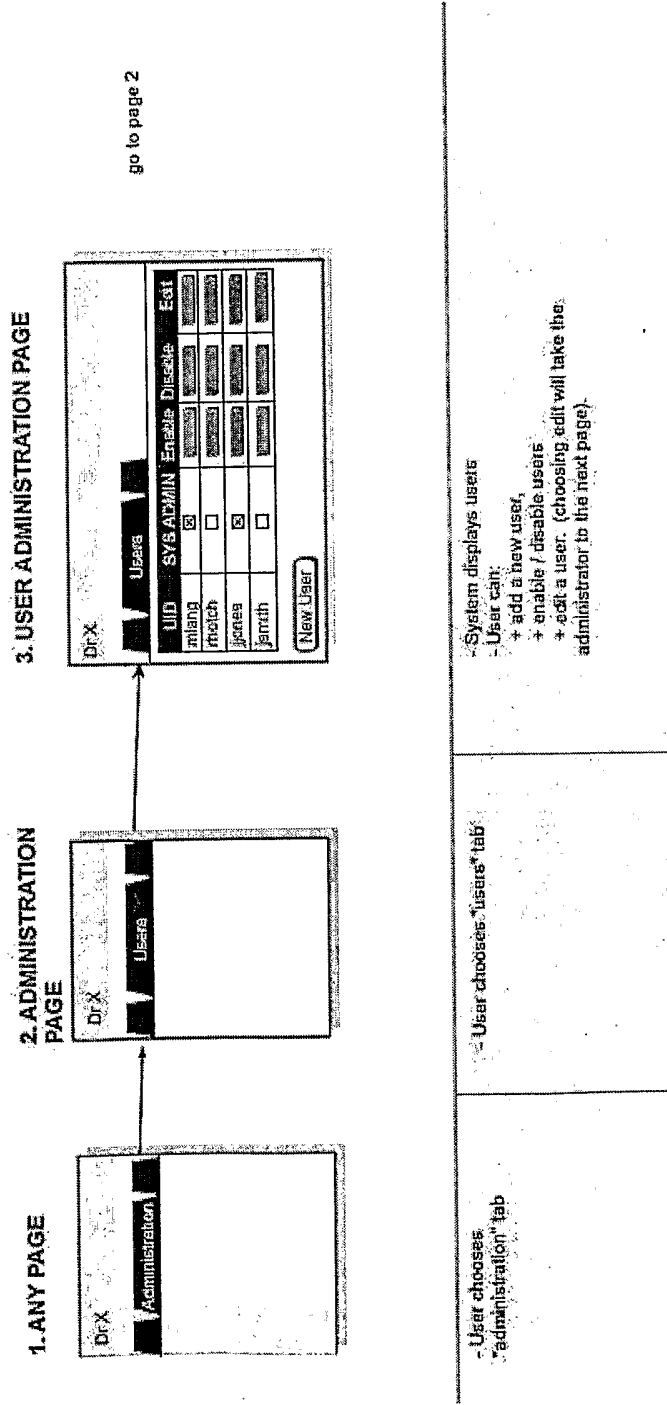 1. ANY PAGE
Dr.X
Administration
- User chooses
"administration" tab
2. ADMINISTRATION
PAGE
Dr.X
Users
- User chooses "users" tab
3. USER ADMINISTRATION PAGE
Dr.X
Users
UID SYS ADMIN Enable Disable Edit
mlang
rhotch
jjones
jsmith
New User
go to page 2
- System displays users
- User can:
+ add a new user,
+ enable / disable users
+ edit a user. (choosing edit will take the
administrator to the next page).